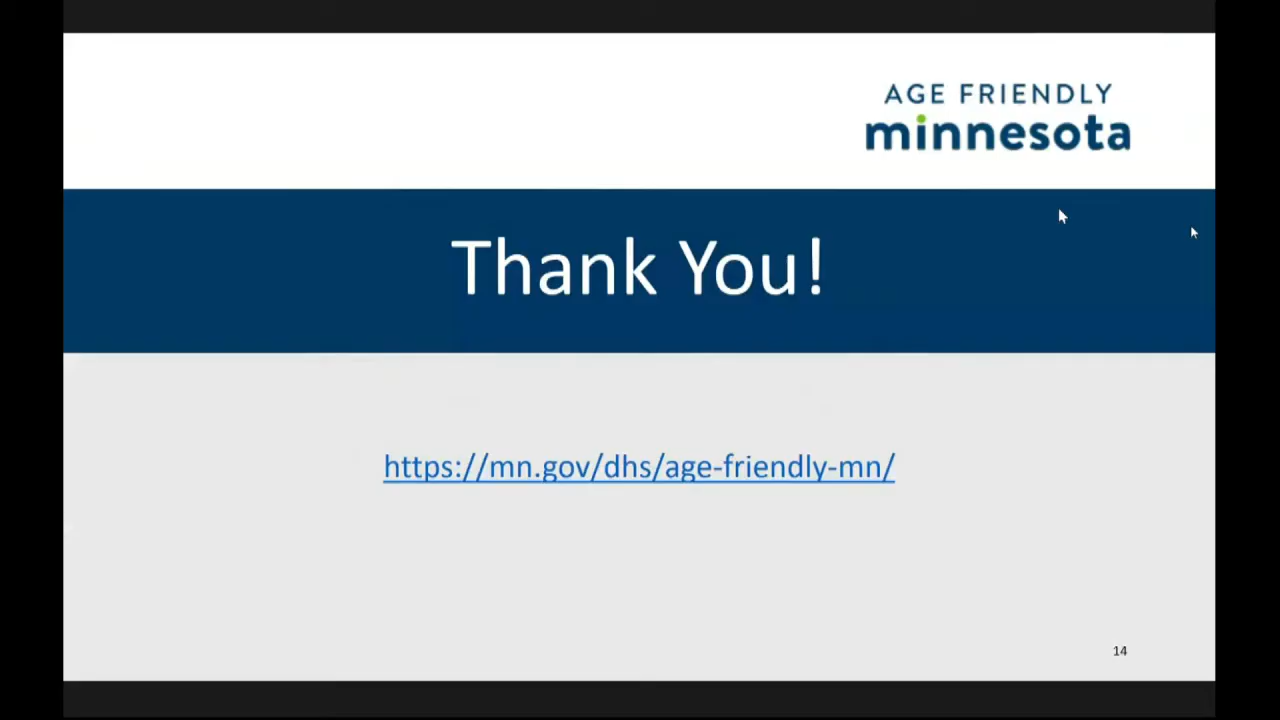 AGE FRIENDLY
minnesota
Thank You!
https://mn.gov/dhs/age-friendly-mn/
14